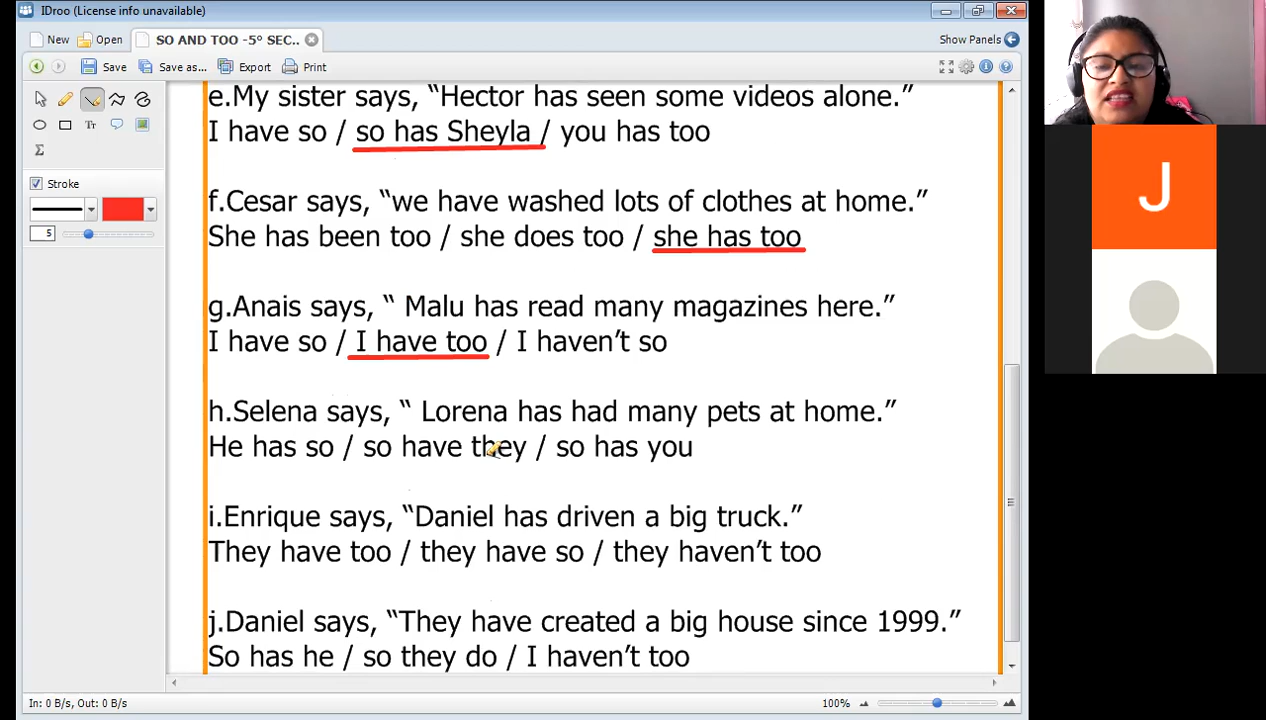 IDroo (License info unavailable)
New Open SO AND TOO -5° SEC.. Show Panels
Save Save as... Export Print
Stroke
5
e.My sister says, “Hector has seen some videos alone.”
I have so / so has Sheyla / you has too
f.Cesar says, “we have washed lots of clothes at home.”
She has been too / she does too / she has too
g.Anais says, “ Malu has read many magazines here.”
I have so / I have too / I haven’t so
h.Selena says, “ Lorena has had many pets at home.”
He has so / so have they / so has you
i.Enrique says, “Daniel has driven a big truck.”
They have too / they have so / they haven’t too
j.Daniel says, “They have created a big house since 1999.”
So has he / so they do / I haven’t too
In: 0 B/s, Out: 0 B/s 100%
J